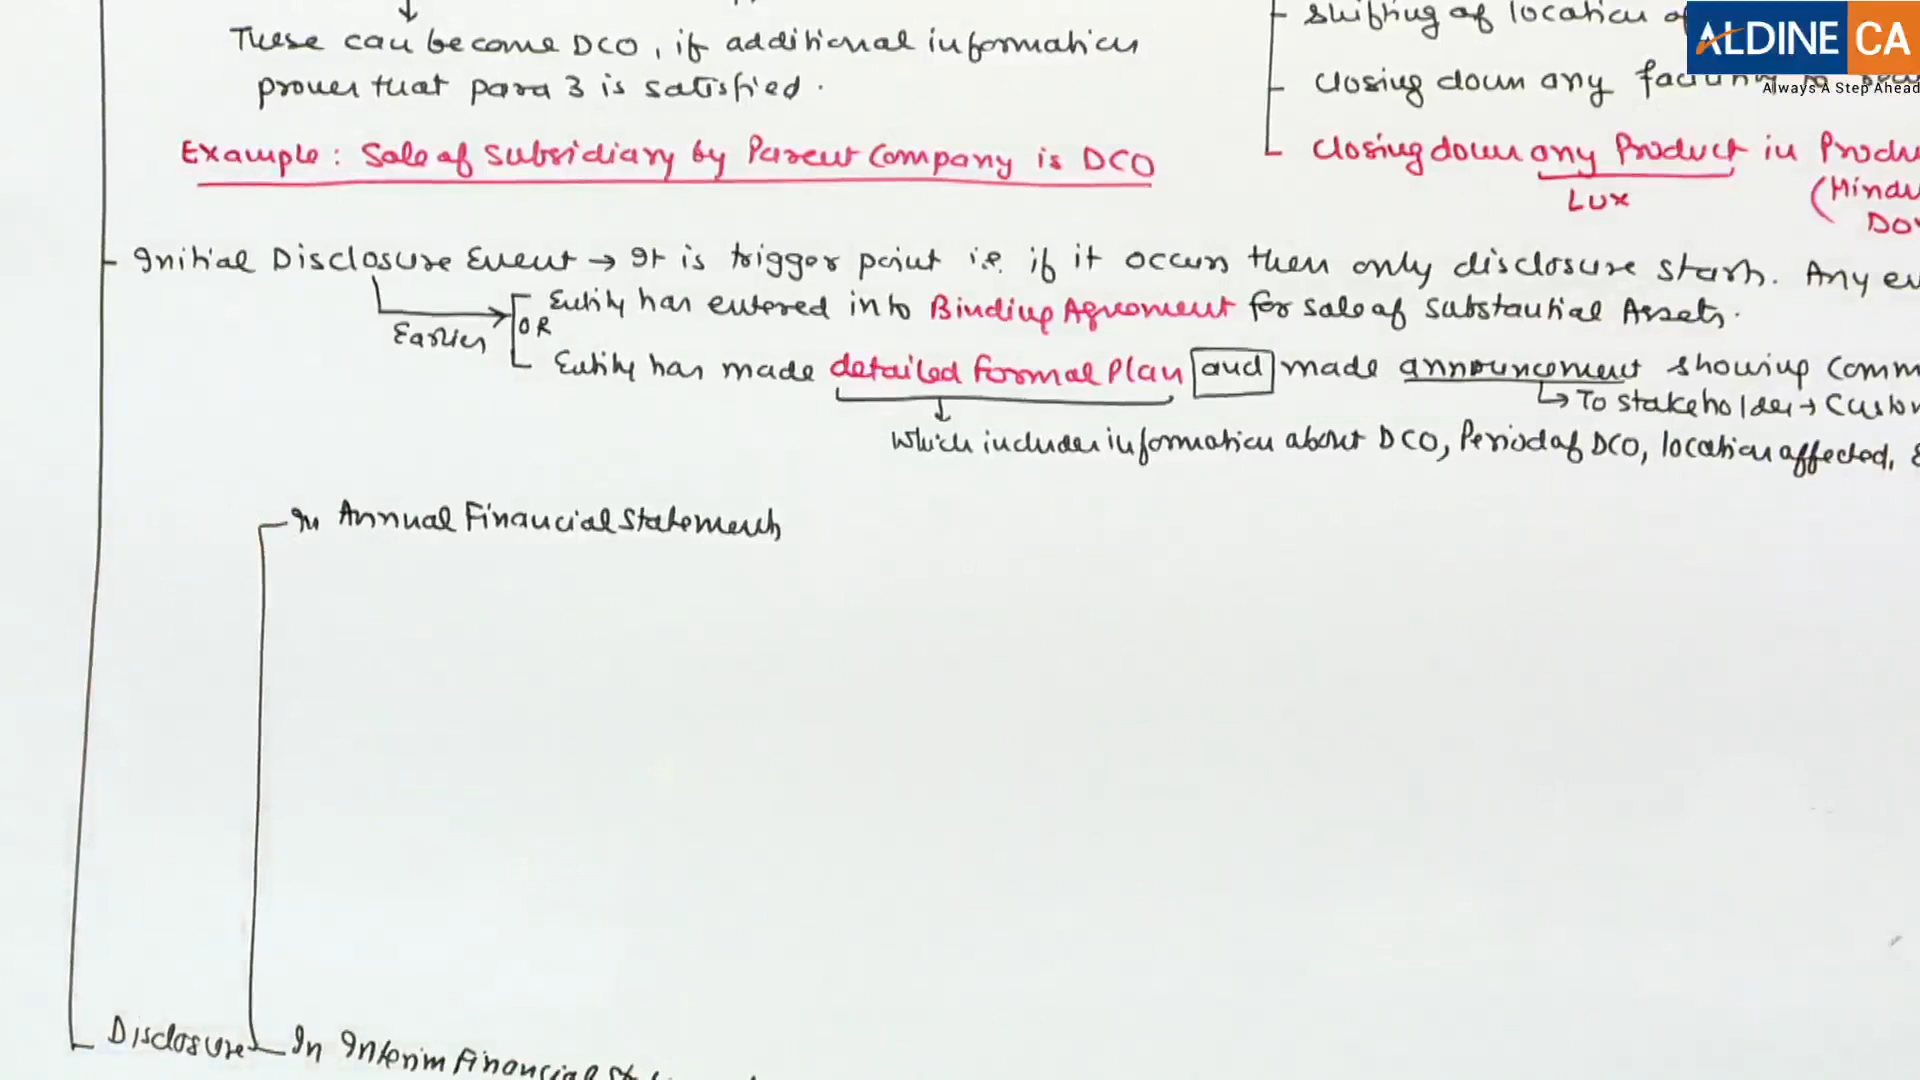 These can become DCO, if additional information
proves that para 3 is satisfied.
Example: Sale of subsidiary by Parent Company is DCO
Shifting of location of
Closing down any facility
Closing down any Product in Produ
Lux
(Hindu
Dov
ALDINE CA
Always A Step Ahead
Initial Disclosure Event → It is trigger point i.e. if it occurs then only disclosure starts. Any ev
Earlier
Entity has entered into Binding Agreement for sale of substantial Assets.
OR
Entity has made detailed formal Plan and made announcement showing Comm
↳ To stakeholder → Custom
Which includes information about DCO, Period of DCO, location affected, E
In Annual Financial Statements
Disclosure
In Interim Financial